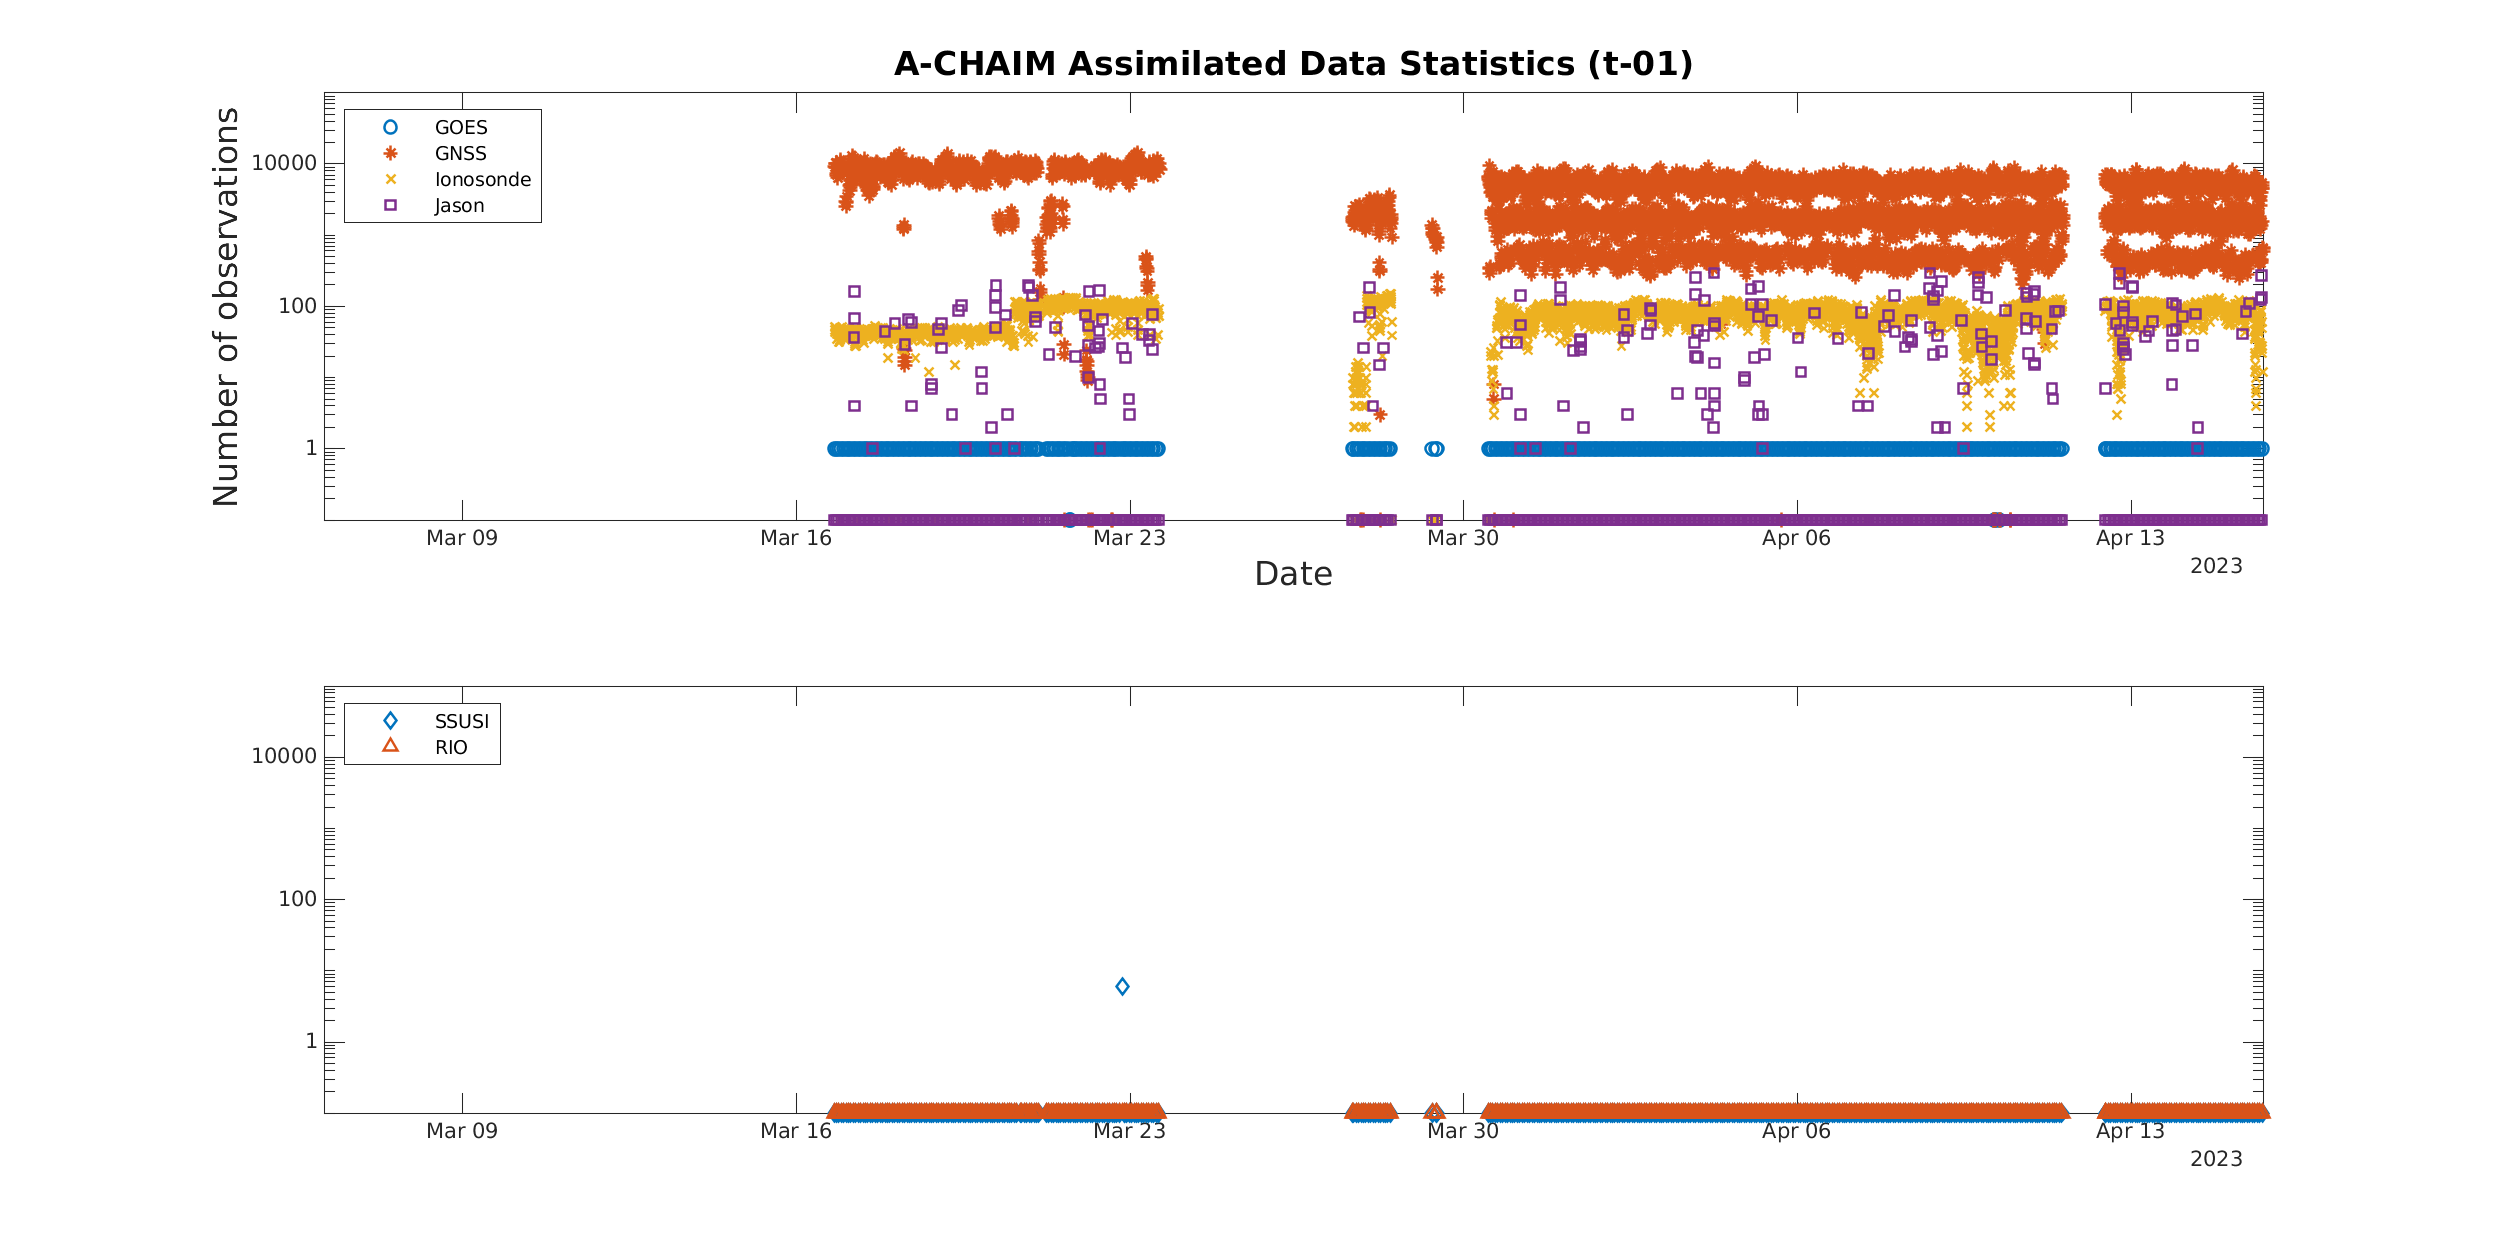 A-CHAIM Assimilated Data Statistics (t-01)
Number of observations
GOES
GNSS
Ionosonde
Jason
10000
100
1
Mar 09 Mar 16 Mar 23 Mar 30 Apr 06 Apr 13
2023
Date
SSUSI
RIO
10000
100
1
Mar 09 Mar 16 Mar 23 Mar 30 Apr 06 Apr 13
2023